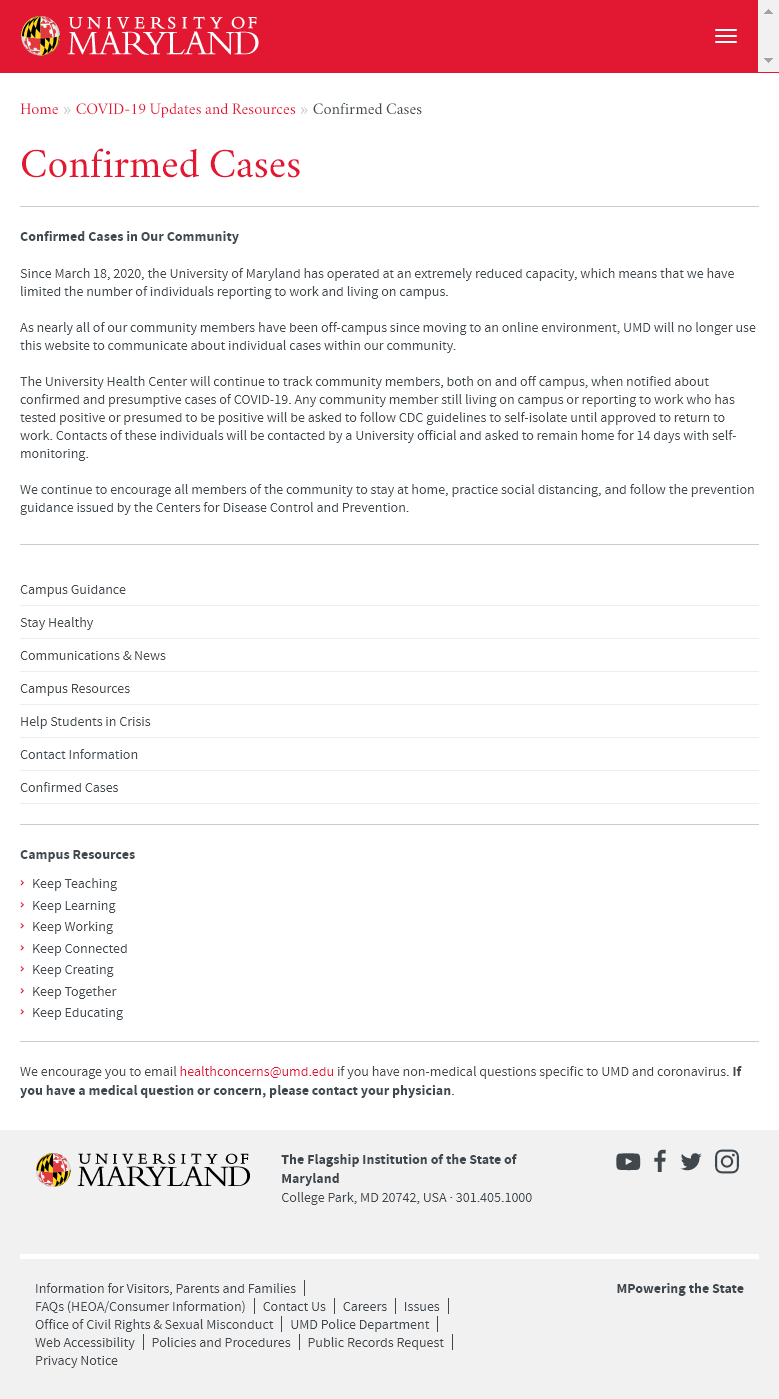 UNIVERSITY OF
MARYLAND
Home » COVID-19 Updates and Resources » Confirmed Cases
Confirmed Cases
Confirmed Cases in Our Community
Since March 18, 2020, the University of Maryland has operated at an extremely reduced capacity, which means that we have
limited the number of individuals reporting to work and living on campus.
As nearly all of our community members have been off-campus since moving to an online environment, UMD will no longer use
this website to communicate about individual cases within our community.
The University Health Center will continue to track community members, both on and off campus, when notified about
confirmed and presumptive cases of COVID-19. Any community member still living on campus or reporting to work who has
tested positive or presumed to be positive will be asked to follow CDC guidelines to self-isolate until approved to return to
work. Contacts of these individuals will be contacted by a University official and asked to remain home for 14 days with self-
monitoring.
We continue to encourage all members of the community to stay at home, practice social distancing, and follow the prevention
guidance issued by the Centers for Disease Control and Prevention.
Campus Guidance
Stay Healthy
Communications & News
Campus Resources
Help Students in Crisis
Contact Information
Confirmed Cases
Campus Resources
Keep Teaching
Keep Learning
Keep Working
Keep Connected
Keep Creating
Keep Together
Keep Educating
We encourage you to email healthconcerns@umd.edu if you have non-medical questions specific to UMD and coronavirus. If
you have a medical question or concern, please contact your physician.
UNIVERSITY OF
MARYLAND
The Flagship Institution of the State of
Maryland
College Park, MD 20742, USA · 301.405.1000
Information for Visitors, Parents and Families
FAQs (HEOA/Consumer Information) Contact Us Careers Issues
Office of Civil Rights & Sexual Misconduct UMD Police Department
Web Accessibility Policies and Procedures Public Records Request
Privacy Notice
MPowering the State